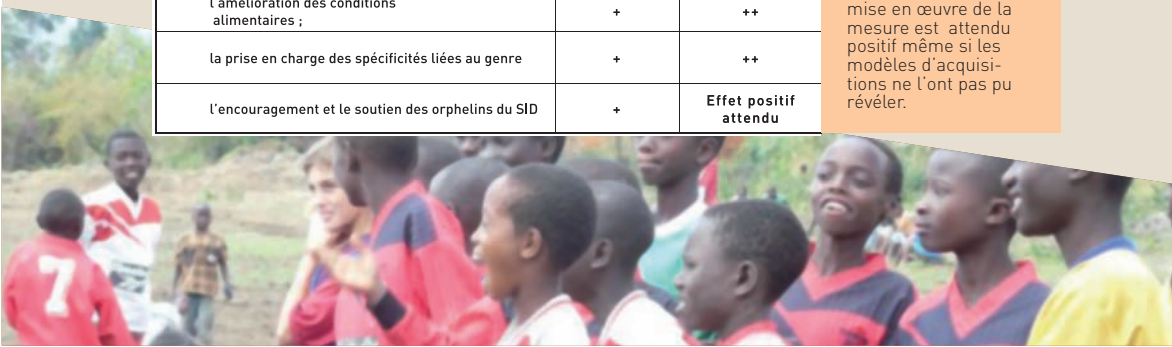 l'amélioration des conditions
alimentaires ;
+
++
la prise en charge des spécificités liées au genre
+
++
l'encouragement et le soutien des orphelins du SID
+
Effet positif
attendu
mise en œuvre de la
mesure est attendu
positif même si les
modèles d'acquisi-
tions ne l'ont pas pu
révéler.
7